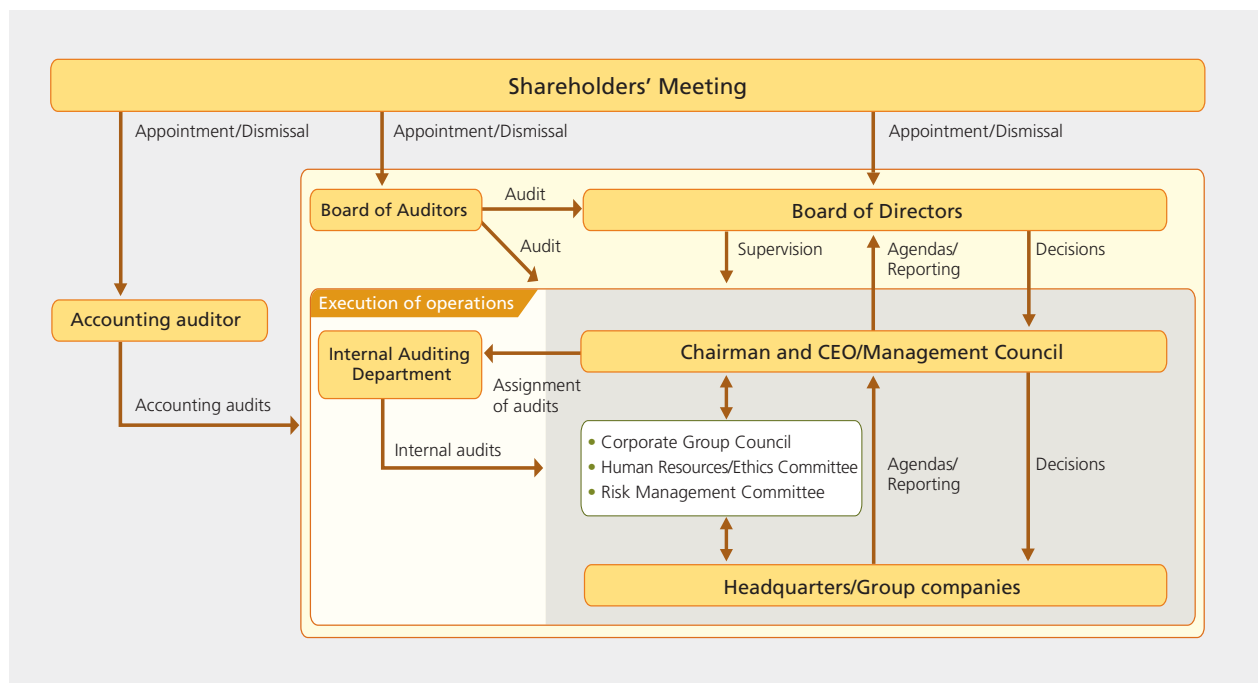 Shareholders’ Meeting
Appointment/Dismissal
Appointment/Dismissal
Appointment/Dismissal
Board of Auditors
Audit
Board of Directors
Audit
Supervision
Agendas/
Reporting
Decisions
Execution of operations
Accounting auditor
Internal Auditing
Department
Chairman and CEO/Management Council
Assignment
of audits
Accounting audits
Internal audits
• Corporate Group Council
• Human Resources/Ethics Committee
• Risk Management Committee
Agendas/
Reporting
Decisions
Headquarters/Group companies